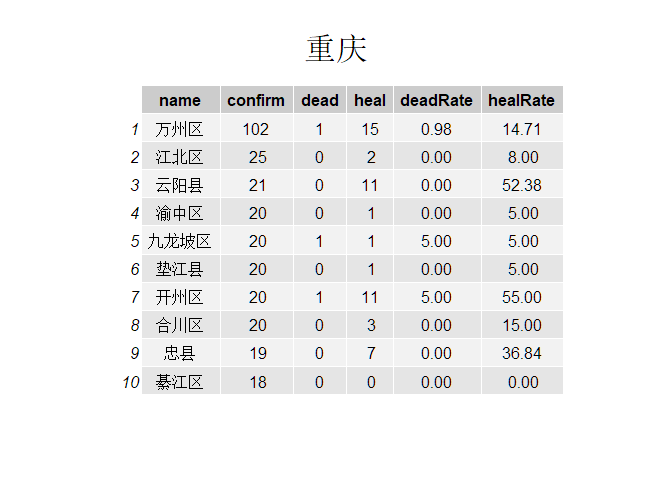 重庆
name confirm dead heal deadRate healRate
1 万州区 102 1 15 0.98 14.71
2 江北区 25 0 2 0.00 8.00
3 云阳县 21 0 11 0.00 52.38
4 渝中区 20 0 1 0.00 5.00
5 九龙坡区 20 1 1 5.00 5.00
6 垫江县 20 0 1 0.00 5.00
7 开州区 20 1 11 5.00 55.00
8 合川区 20 0 3 0.00 15.00
9 忠县 19 0 7 0.00 36.84
10 綦江区 18 0 0 0.00 0.00